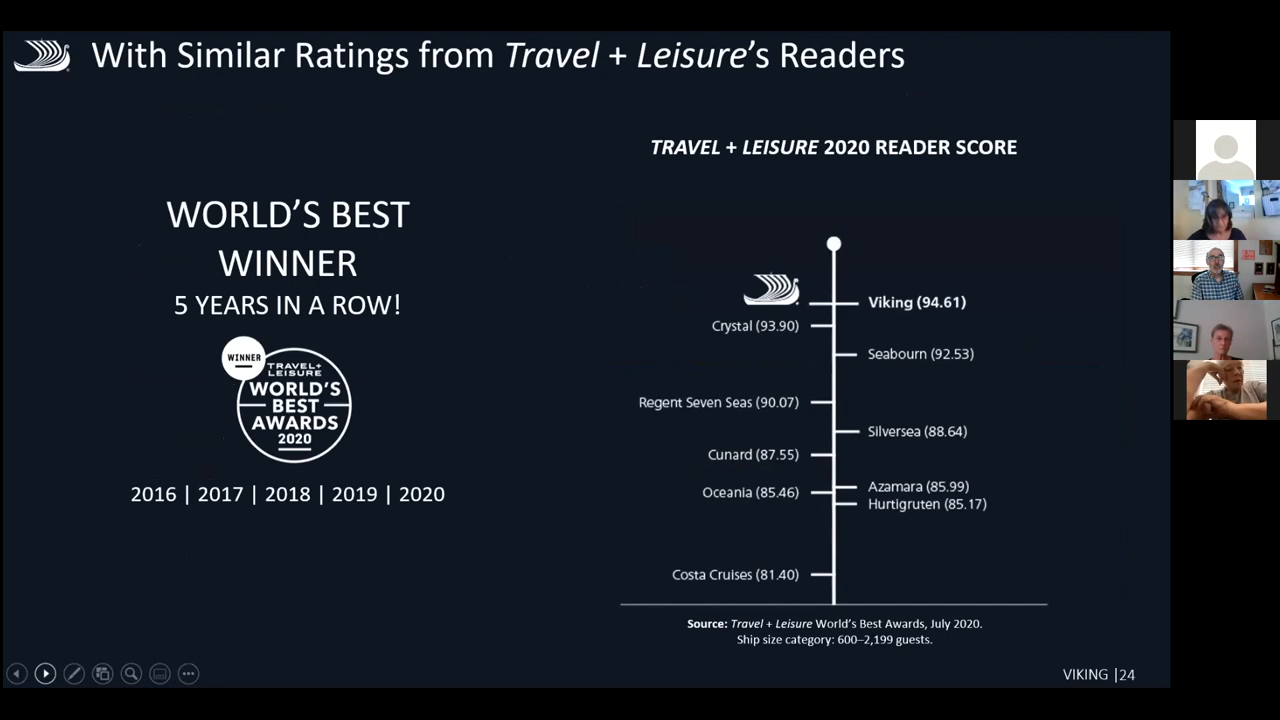 With Similar Ratings from Travel + Leisure's Readers
WORLD'S BEST
WINNER
5 YEARS IN A ROW!
WINNER
TRAVEL+
LEISURE
WORLD'S
BEST
AWARDS
2020
2016 | 2017 | 2018 | 2019 | 2020
TRAVEL + LEISURE 2020 READER SCORE
Viking (94.61)
Crystal (93.90)
Seabourn (92.53)
Regent Seven Seas (90.07)
Silversea (88.64)
Cunard (87.55)
Azamara (85.99)
Oceania (85.46)
Hurtigruten (85.17)
Costa Cruises (81.40)
Source: Travel + Leisure World's Best Awards, July 2020.
Ship size category: 600–2,199 guests.
VIKING |24